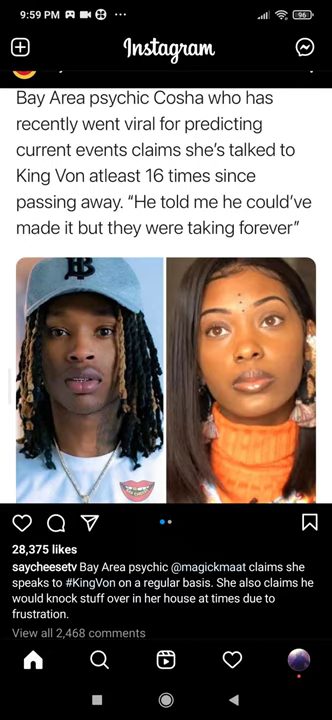 9:59 PM
96
Instagram
Bay Area psychic Cosha who has
recently went viral for predicting
current events claims she's talked to
King Von atleast 16 times since
passing away. "He told me he could've
made it but they were taking forever"
B
28,375 likes
saycheesetv Bay Area psychic @magickmaat claims she
speaks to #KingVon on a regular basis. She also claims he
would knock stuff over in her house at times due to
frustration.
View all 2,468 comments